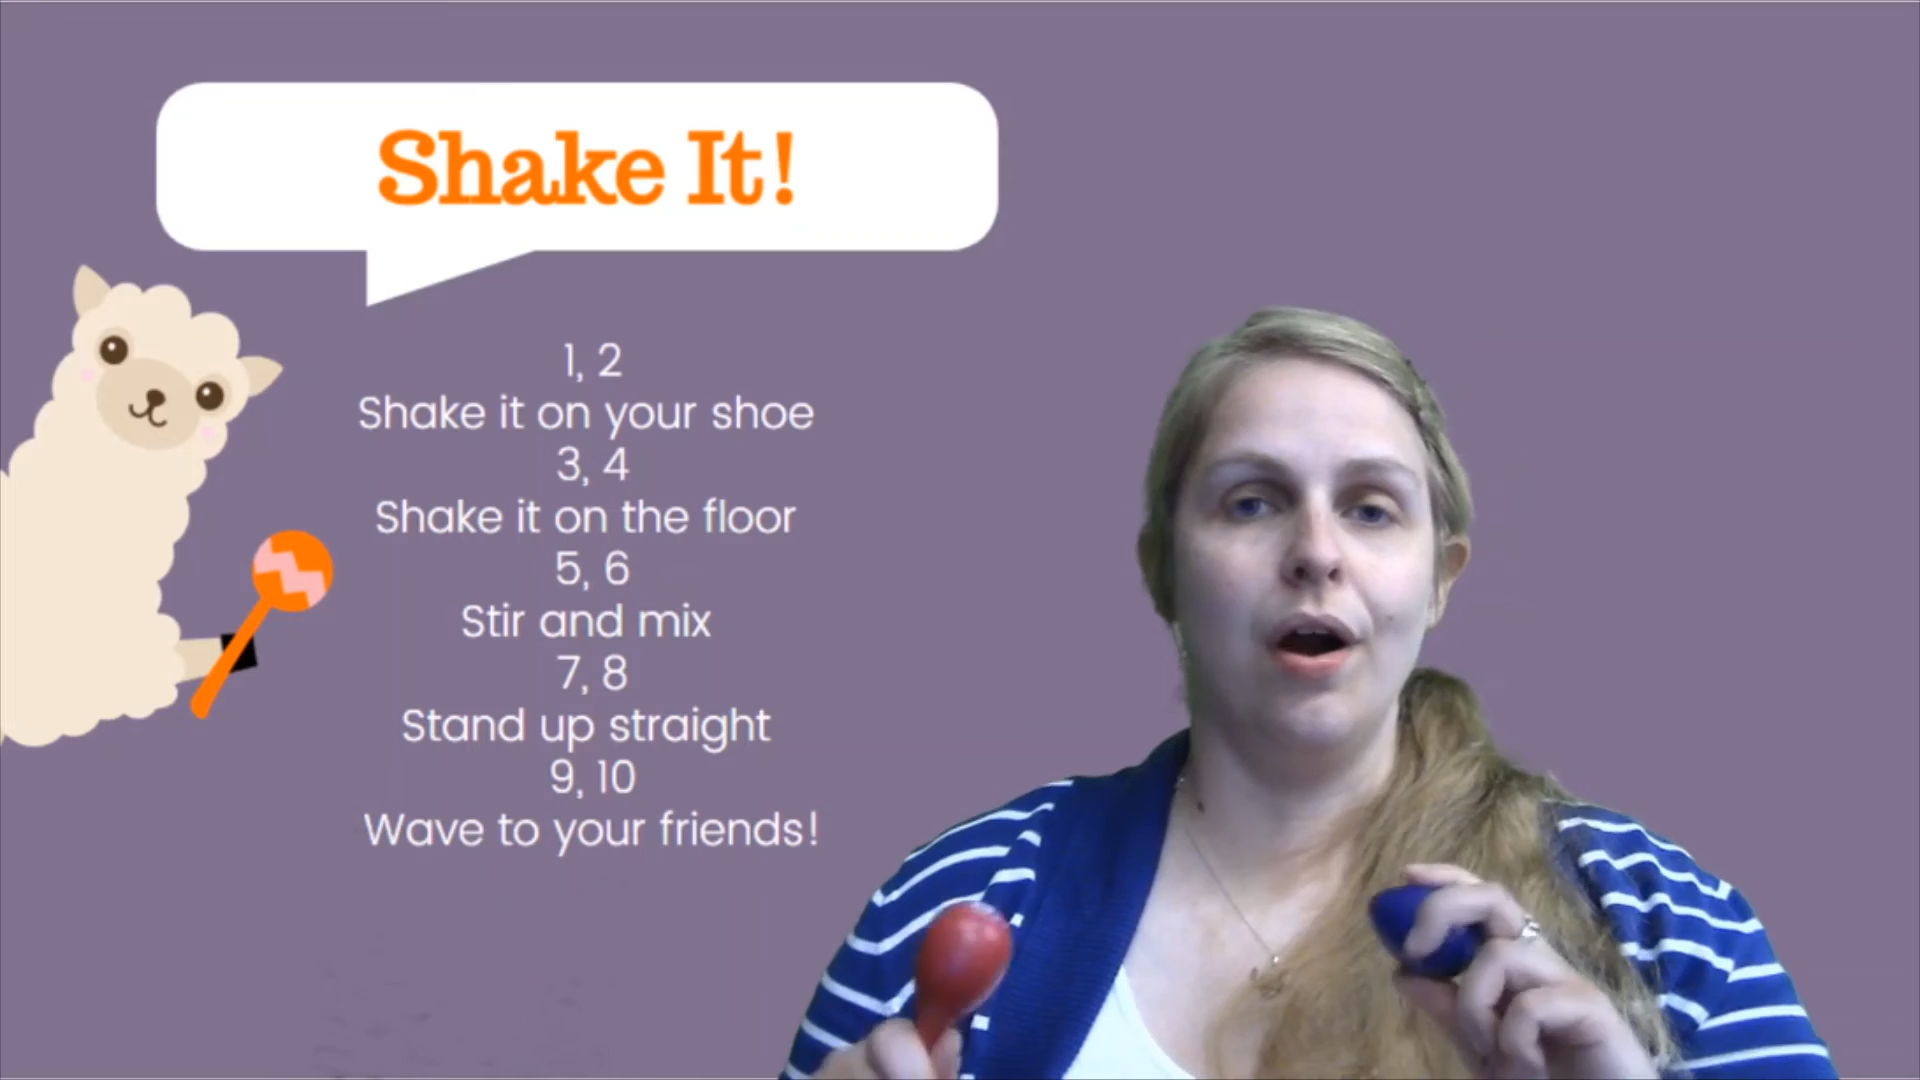 Shake It!
1, 2
Shake it on your shoe
3, 4
Shake it on the floor
5, 6
Stir and mix
7, 8
Stand up straight
9, 10
Wave to your friends!